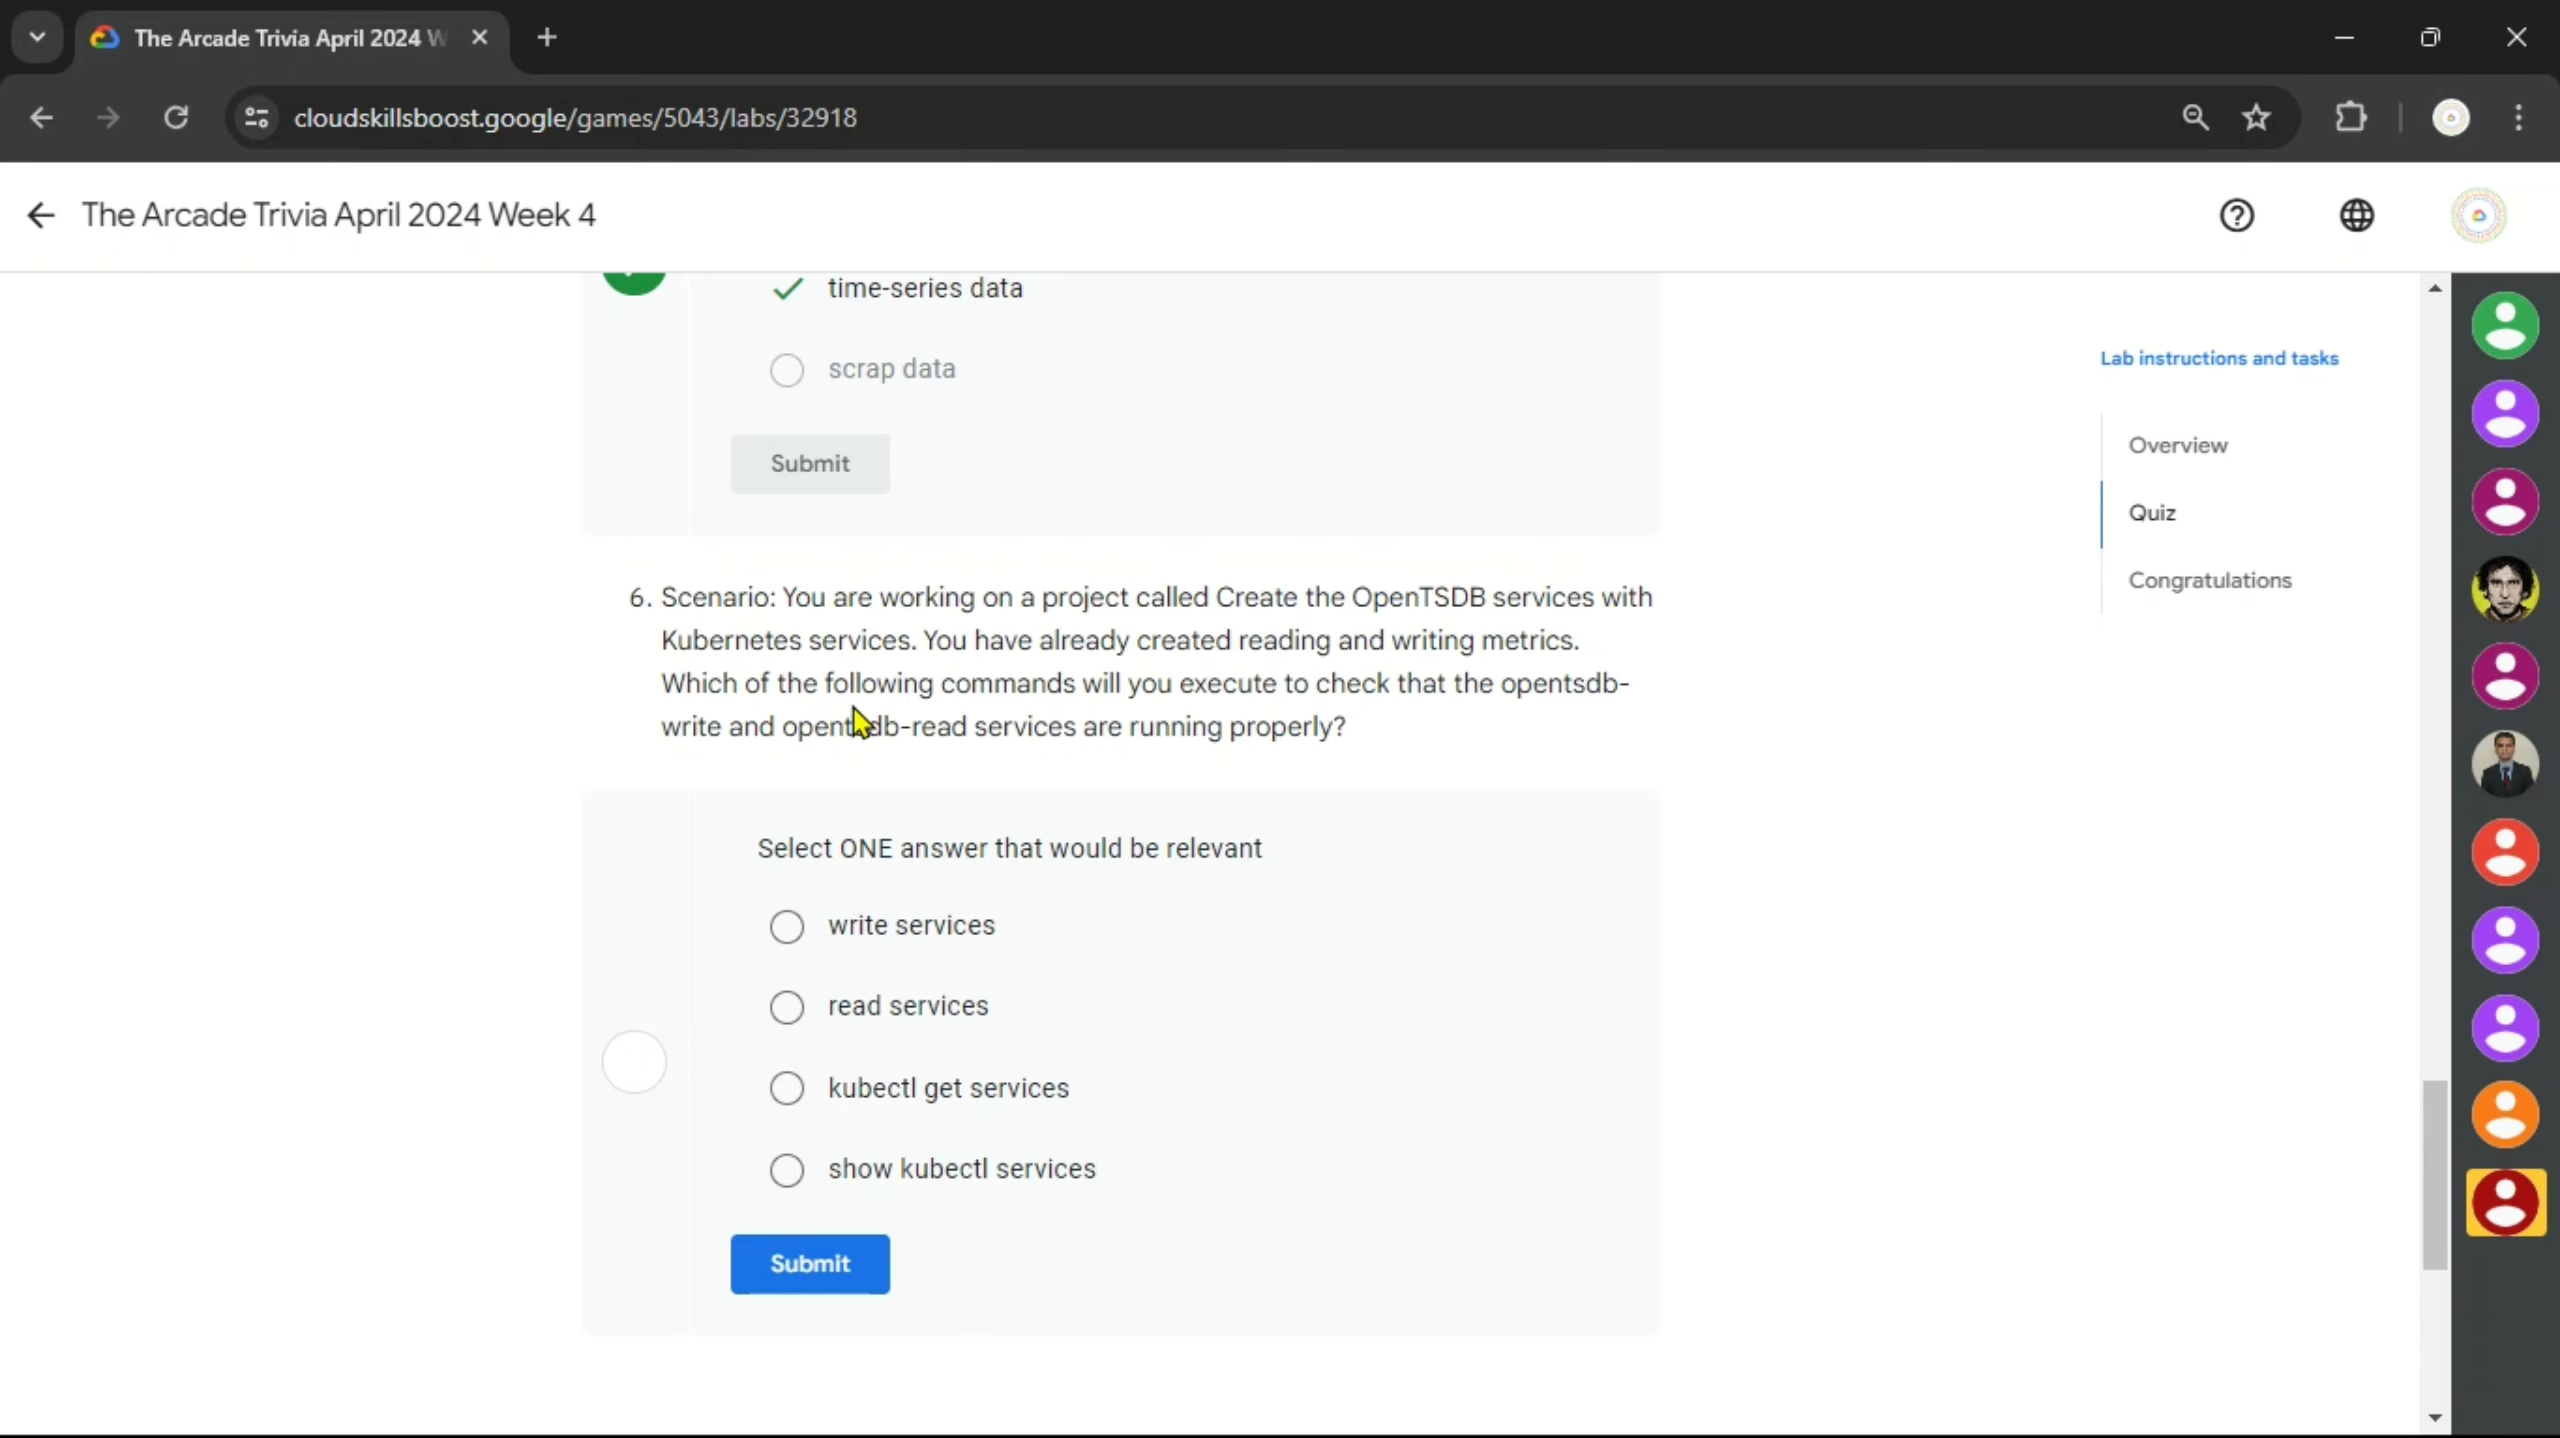 The Arcade Trivia April 2024 W
cloudskillsboost.google/games/5043/labs/32918
The Arcade Trivia April 2024 Week 4
time-series data
scrap data
Submit
6. Scenario: You are working on a project called Create the OpenTSDB services with
Kubernetes services. You have already created reading and writing metrics.
Which of the following commands will you execute to check that the opentsdb-
write and opentsdb-read services are running properly?
Select ONE answer that would be relevant
write services
read services
kubectl get services
show kubectl services
Submit
Lab instructions and tasks
Overview
Quiz
Congratulations